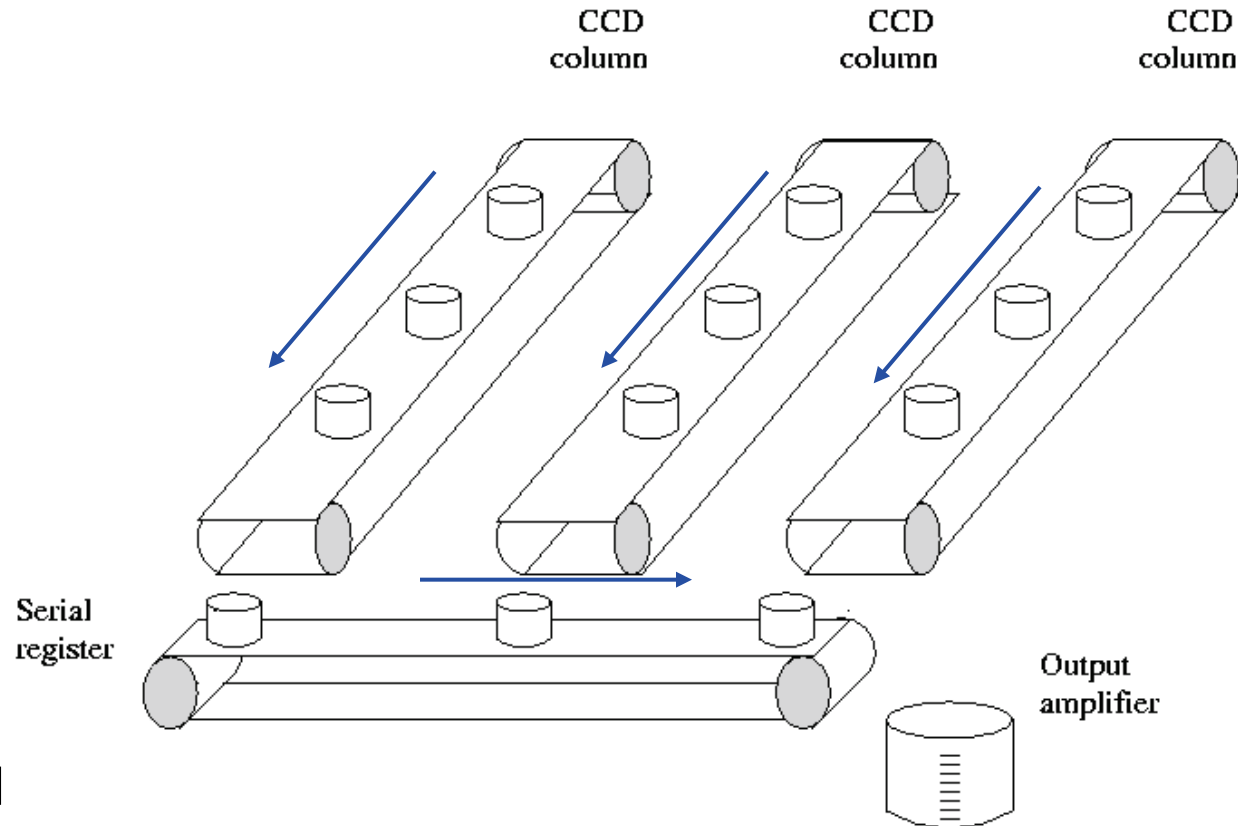 CCD
column
CCD
column
CCD
column
Serial
register
Output
amplifier